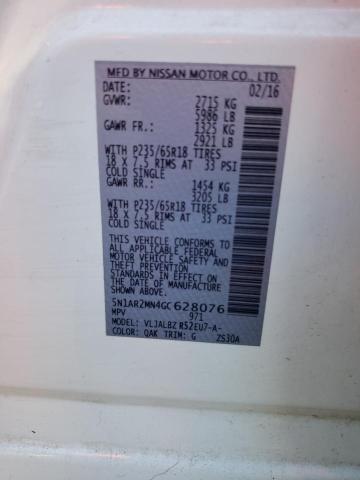 MFD BY NISSAN MOTOR CO., LTD.
DATE: 02/16
GVWR: 2715 KG
5986 LB
GAWR FR.: 1325 KG
2921 LB
WITH P235/65R18 TIRES
18 X 7.5 RIMS AT 33 PSI
COLD SINGLE
GAWR RR.: 1454 KG
3205 LB
WITH P235/65R18 TIRES
18 X 7.5 RIMS AT 33 PSI
COLD SINGLE
THIS VEHICLE CONFORMS TO ALL
APPLICABLE FEDERAL MOTOR
VEHICLE SAFETY, BUMPER, AND
THEFT PREVENTION
STANDARDS IN EFFECT ON
THE DATE OF MANUFACTURE
SHOWN ABOVE.
5N1AR2MN4GC628076
MPV 971
MODEL: VLJALBZ R52EU7-A-
COLOR: QAK TRIM: G ZS30A